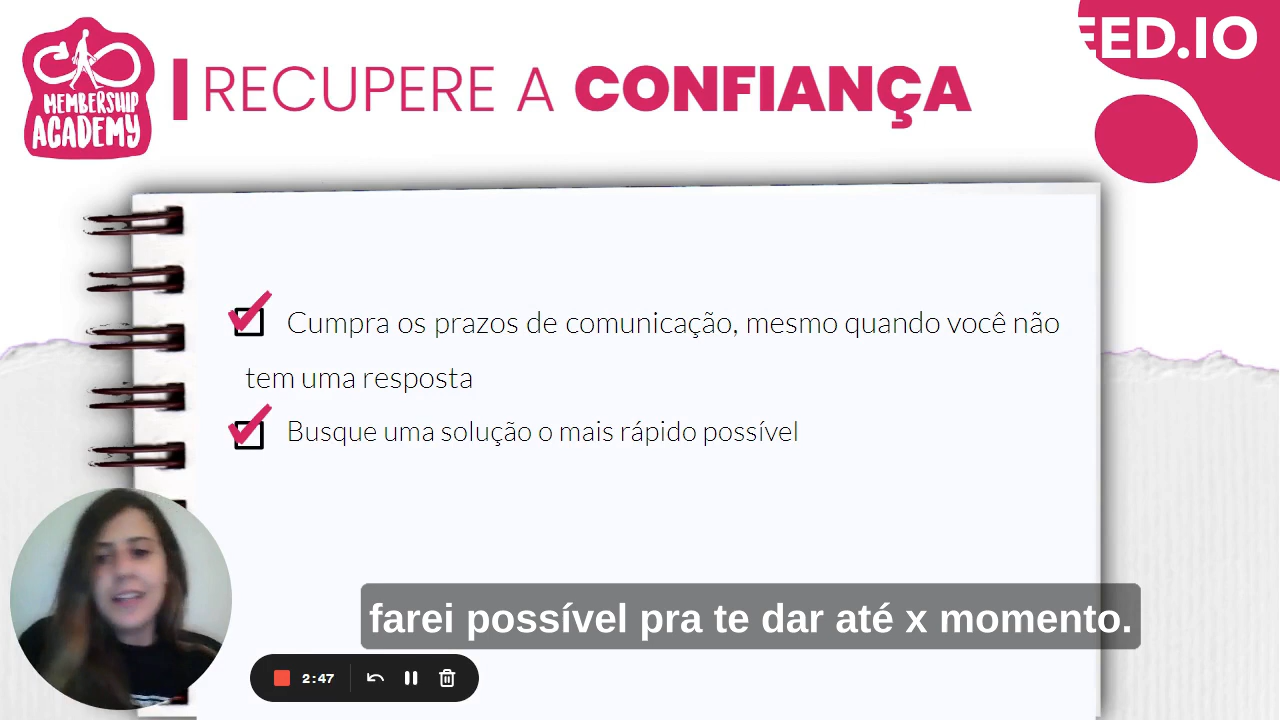 MEMBERSHIP
ACADEMY
RECUPERE A CONFIANÇA
EED.IO
Cumpra os prazos de comunicação, mesmo quando você não
tem uma resposta
Busque uma solução o mais rápido possível
farei possível pra te dar até x momento.
2:47